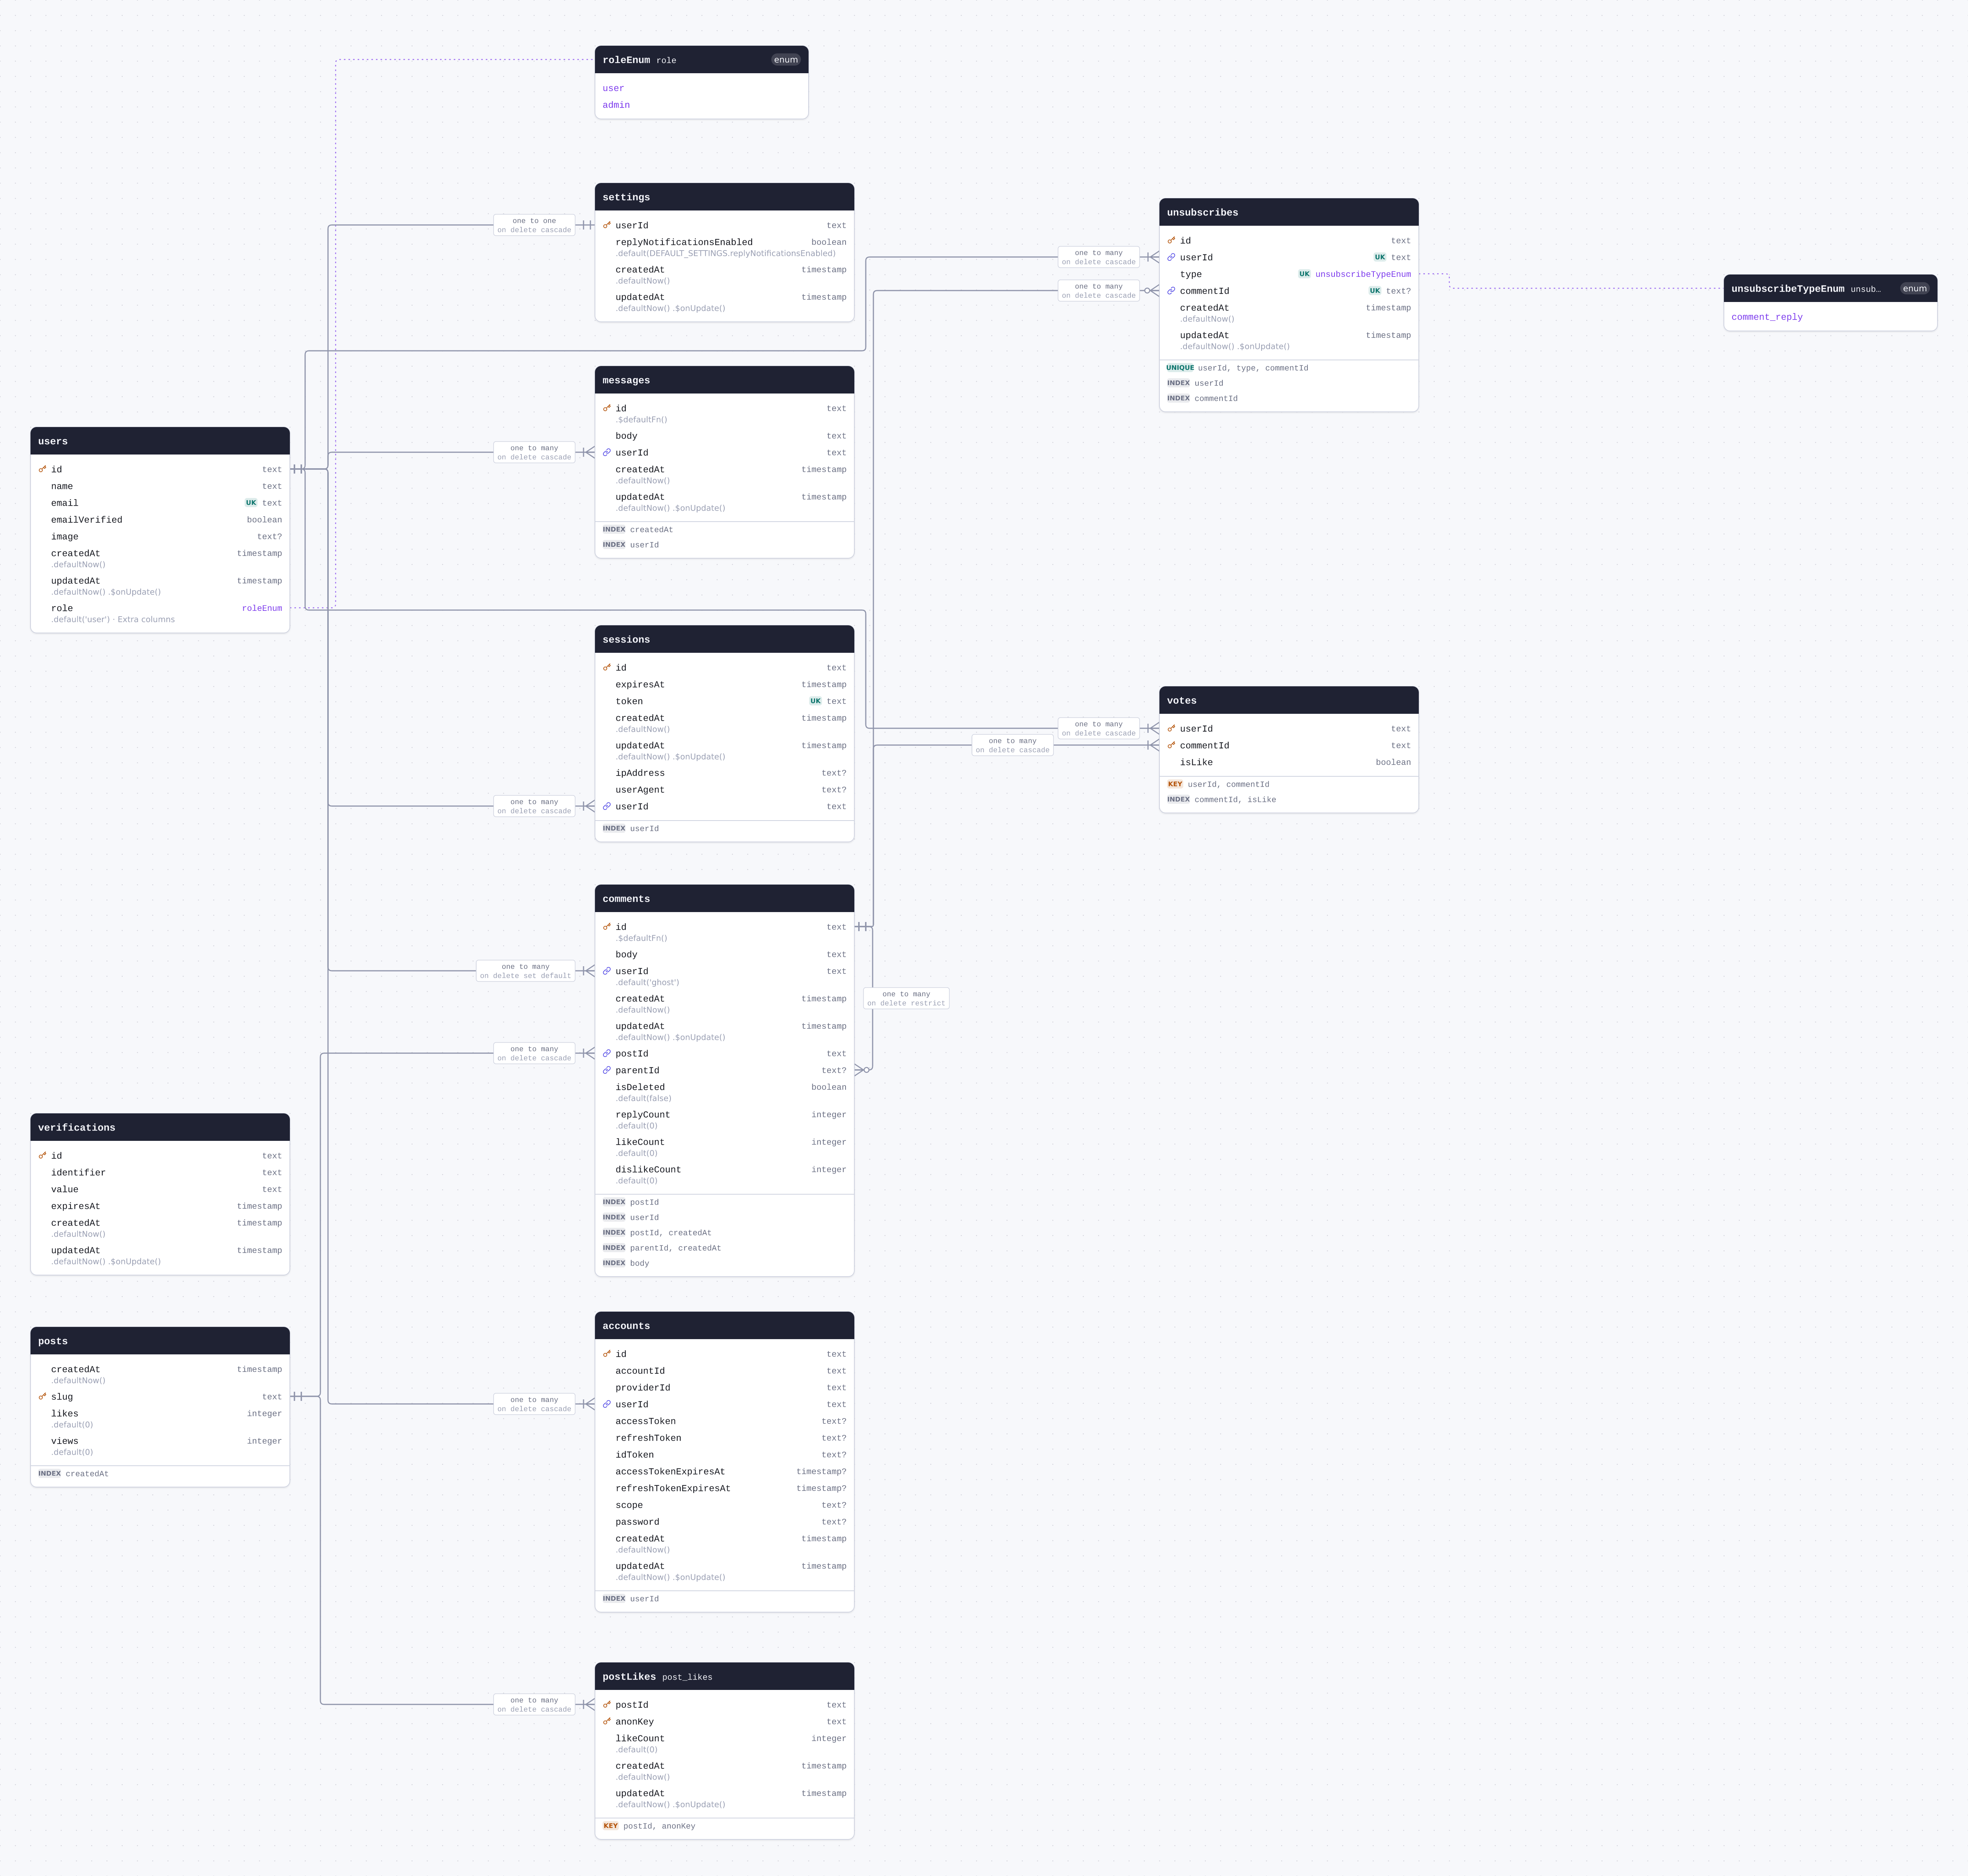 roleEnum role enum
user
admin
settings
userId text
replyNotificationsEnabled boolean
.default(DEFAULT_SETTINGS.replyNotificationsEnabled)
createdAt timestamp
.defaultNow()
updatedAt timestamp
.defaultNow() .$onUpdate()
one to one
on delete cascade
unsubscribes
id text
userId UK text
type UK unsubscribeTypeEnum
commentId UK text?
createdAt timestamp
.defaultNow()
updatedAt timestamp
.defaultNow() .$onUpdate()
UNIQUE userId, type, commentId
INDEX userId
INDEX commentId
one to many
on delete cascade
one to many
on delete cascade
unsubscribeTypeEnum unsub… enum
comment_reply
messages
id text
.$defaultFn()
body text
userId text
createdAt timestamp
.defaultNow()
updatedAt timestamp
.defaultNow() .$onUpdate()
INDEX createdAt
INDEX userId
one to many
on delete cascade
users
id text
name text
email UK text
emailVerified boolean
image text?
createdAt timestamp
.defaultNow()
updatedAt timestamp
.defaultNow() .$onUpdate()
role roleEnum
.default('user') · Extra columns
sessions
id text
expiresAt timestamp
token UK text
createdAt timestamp
.defaultNow()
updatedAt timestamp
.defaultNow() .$onUpdate()
ipAddress text?
userAgent text?
userId text
INDEX userId
one to many
on delete cascade
votes
userId text
commentId text
isLike boolean
KEY userId, commentId
INDEX commentId, isLike
one to many
on delete cascade
one to many
on delete cascade
comments
id text
.$defaultFn()
body text
userId text
.default('ghost')
createdAt timestamp
.defaultNow()
updatedAt timestamp
.defaultNow() .$onUpdate()
postId text
parentId text?
isDeleted boolean
.default(false)
replyCount integer
.default(0)
likeCount integer
.default(0)
dislikeCount integer
.default(0)
INDEX postId
INDEX userId
INDEX postId, createdAt
INDEX parentId, createdAt
INDEX body
one to many
on delete set default
one to many
on delete restrict
one to many
on delete cascade
verifications
id text
identifier text
value text
expiresAt timestamp
createdAt timestamp
.defaultNow()
updatedAt timestamp
.defaultNow() .$onUpdate()
posts
createdAt timestamp
.defaultNow()
slug text
likes integer
.default(0)
views integer
.default(0)
INDEX createdAt
accounts
id text
accountId text
providerId text
userId text
accessToken text?
refreshToken text?
idToken text?
accessTokenExpiresAt timestamp?
refreshTokenExpiresAt timestamp?
scope text?
password text?
createdAt timestamp
.defaultNow()
updatedAt timestamp
.defaultNow() .$onUpdate()
INDEX userId
one to many
on delete cascade
postLikes post_likes
postId text
anonKey text
likeCount integer
.default(0)
createdAt timestamp
.defaultNow()
updatedAt timestamp
.defaultNow() .$onUpdate()
KEY postId, anonKey
one to many
on delete cascade